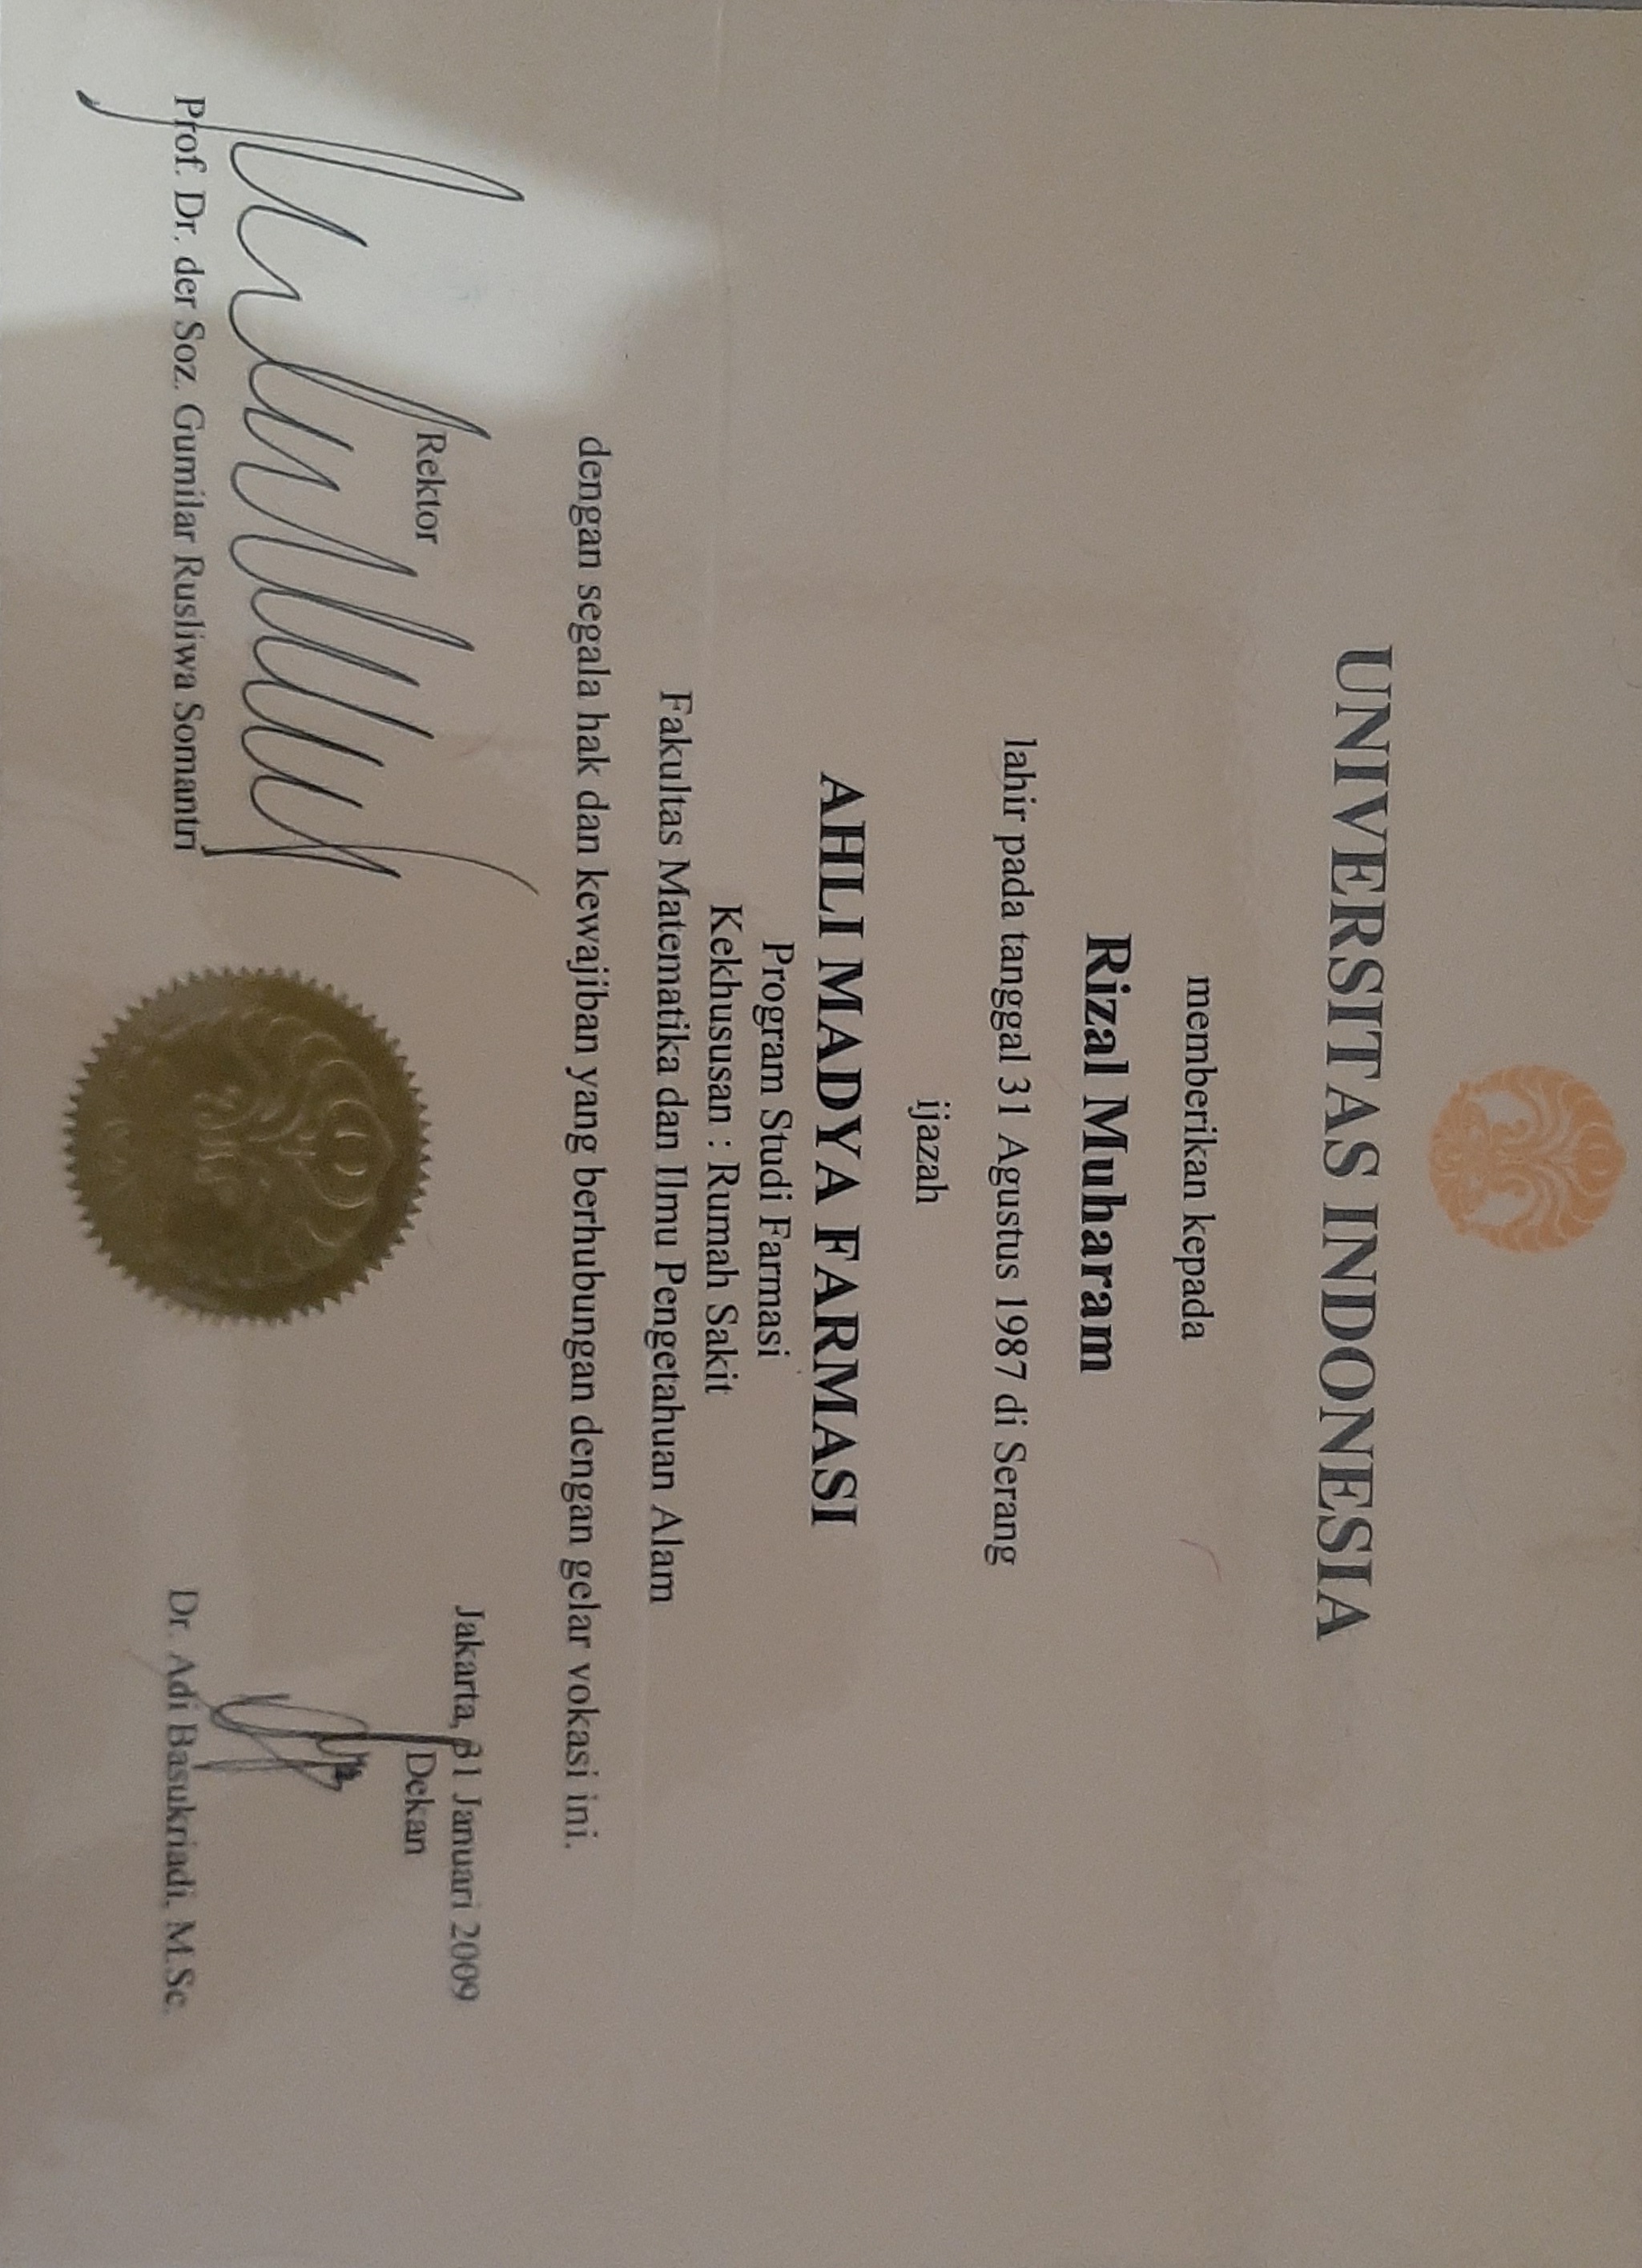 UNIVERSITAS INDONESIA
memberikan kepada
Rizal Muharam
lahir pada tanggal 31 Agustus 1987 di Serang
ijazah
AHLI MADYA FARMASI
Program Studi Farmasi
Kekhususan : Rumah Sakit
Fakultas Matematika dan Ilmu Pengetahuan Alam
dengan segala hak dan kewajiban yang berhubungan dengan gelar vokasi ini.
Jakarta, 31 Januari 2009
Rektor
Dekan
Prof. Dr. der Soz. Gumilar Rusliwa Somantri
Dr. Adi Basukriadi, M.Sc.